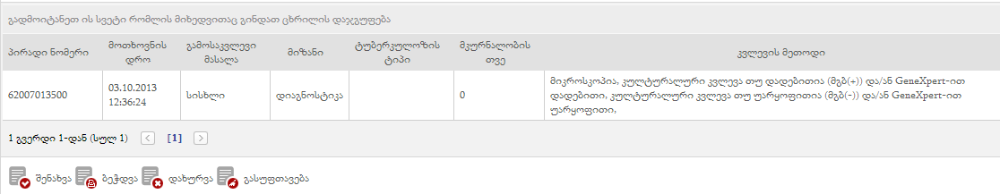 გადმოიტანეთ ის სვეტი რომლის მიხედვითაც გინდათ ცხრილის დაჯგუფება
პირადი ნომერი
მოთხოვნის
დრო
გამოსაკვლევი
მასალა
მიზანი
ტუბერკულოზის
ტიპი
მკურნალობის
თვე
კვლევის მეთოდი
62007013500
03.10.2013
12:36:24
სისხლი
დიაგნოსტიკა
0
მიკროსკოპია, კულტურალური კვლევა თუ დადებითია (მგბ(+)) და/ან GeneXpert-ით
დადებითი, კულტურალური კვლევა თუ უარყოფითია (მგბ(-)) და/ან GeneXpert-ით
უარყოფითი,
1 გვერდი 1-დან (სულ 1) [1]
შენახვა ბეჭდვა დახურვა გასუფთავება